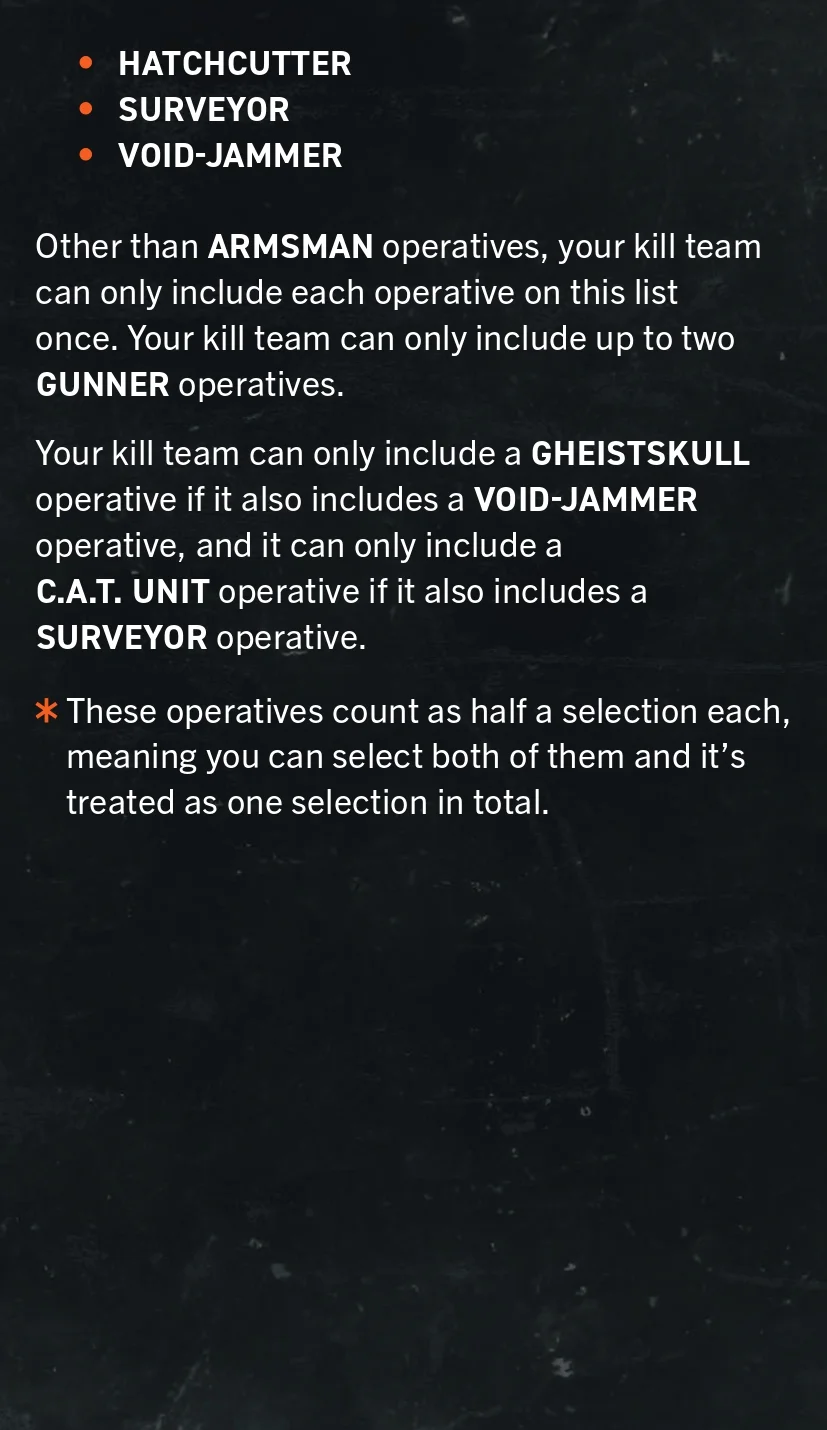 • HATCHCUTTER
• SURVEYOR
• VOID-JAMMER
Other than ARMSMAN operatives, your kill team
can only include each operative on this list
once. Your kill team can only include up to two
GUNNER operatives.
Your kill team can only include a GHEISTSKULL
operative if it also includes a VOID-JAMMER
operative, and it can only include a
C.A.T. UNIT operative if it also includes a
SURVEYOR operative.
* These operatives count as half a selection each,
meaning you can select both of them and it’s
treated as one selection in total.